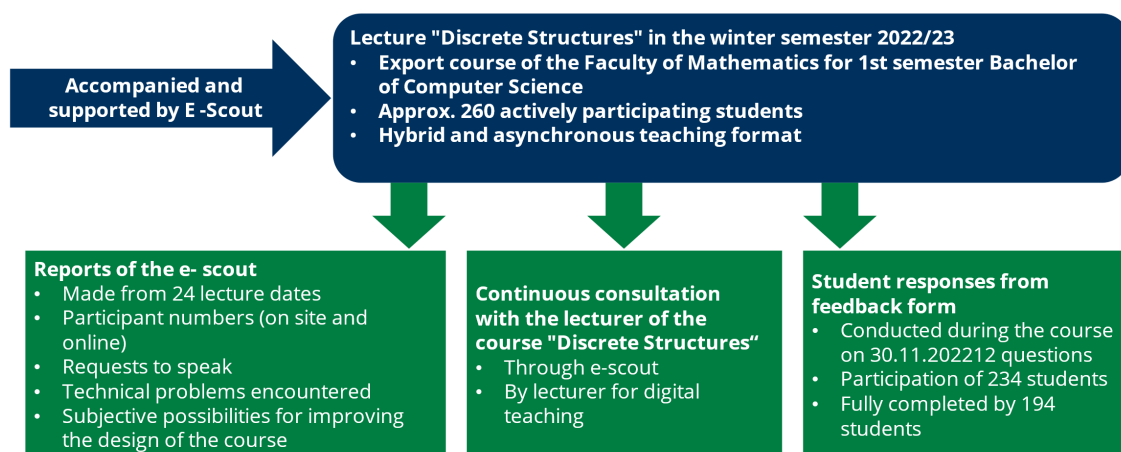 Lecture "Discrete Structures" in the winter semester 2022/23
• Export course of the Faculty of Mathematics for 1st semester Bachelor
of Computer Science
• Approx. 260 actively participating students
• Hybrid and asynchronous teaching format
Accompanied and
supported by E -Scout
Reports of the e- scout
• Made from 24 lecture dates
• Participant numbers (on site and
online)
• Requests to speak
• Technical problems encountered
• Subjective possibilities for improving
the design of the course
Continuous consultation
with the lecturer of the
course "Discrete Structures“
• Through e-scout
• By lecturer for digital
teaching
Student responses from
feedback form
• Conducted during the course
on 30.11.202212 questions
• Participation of 234 students
• Fully completed by 194
students